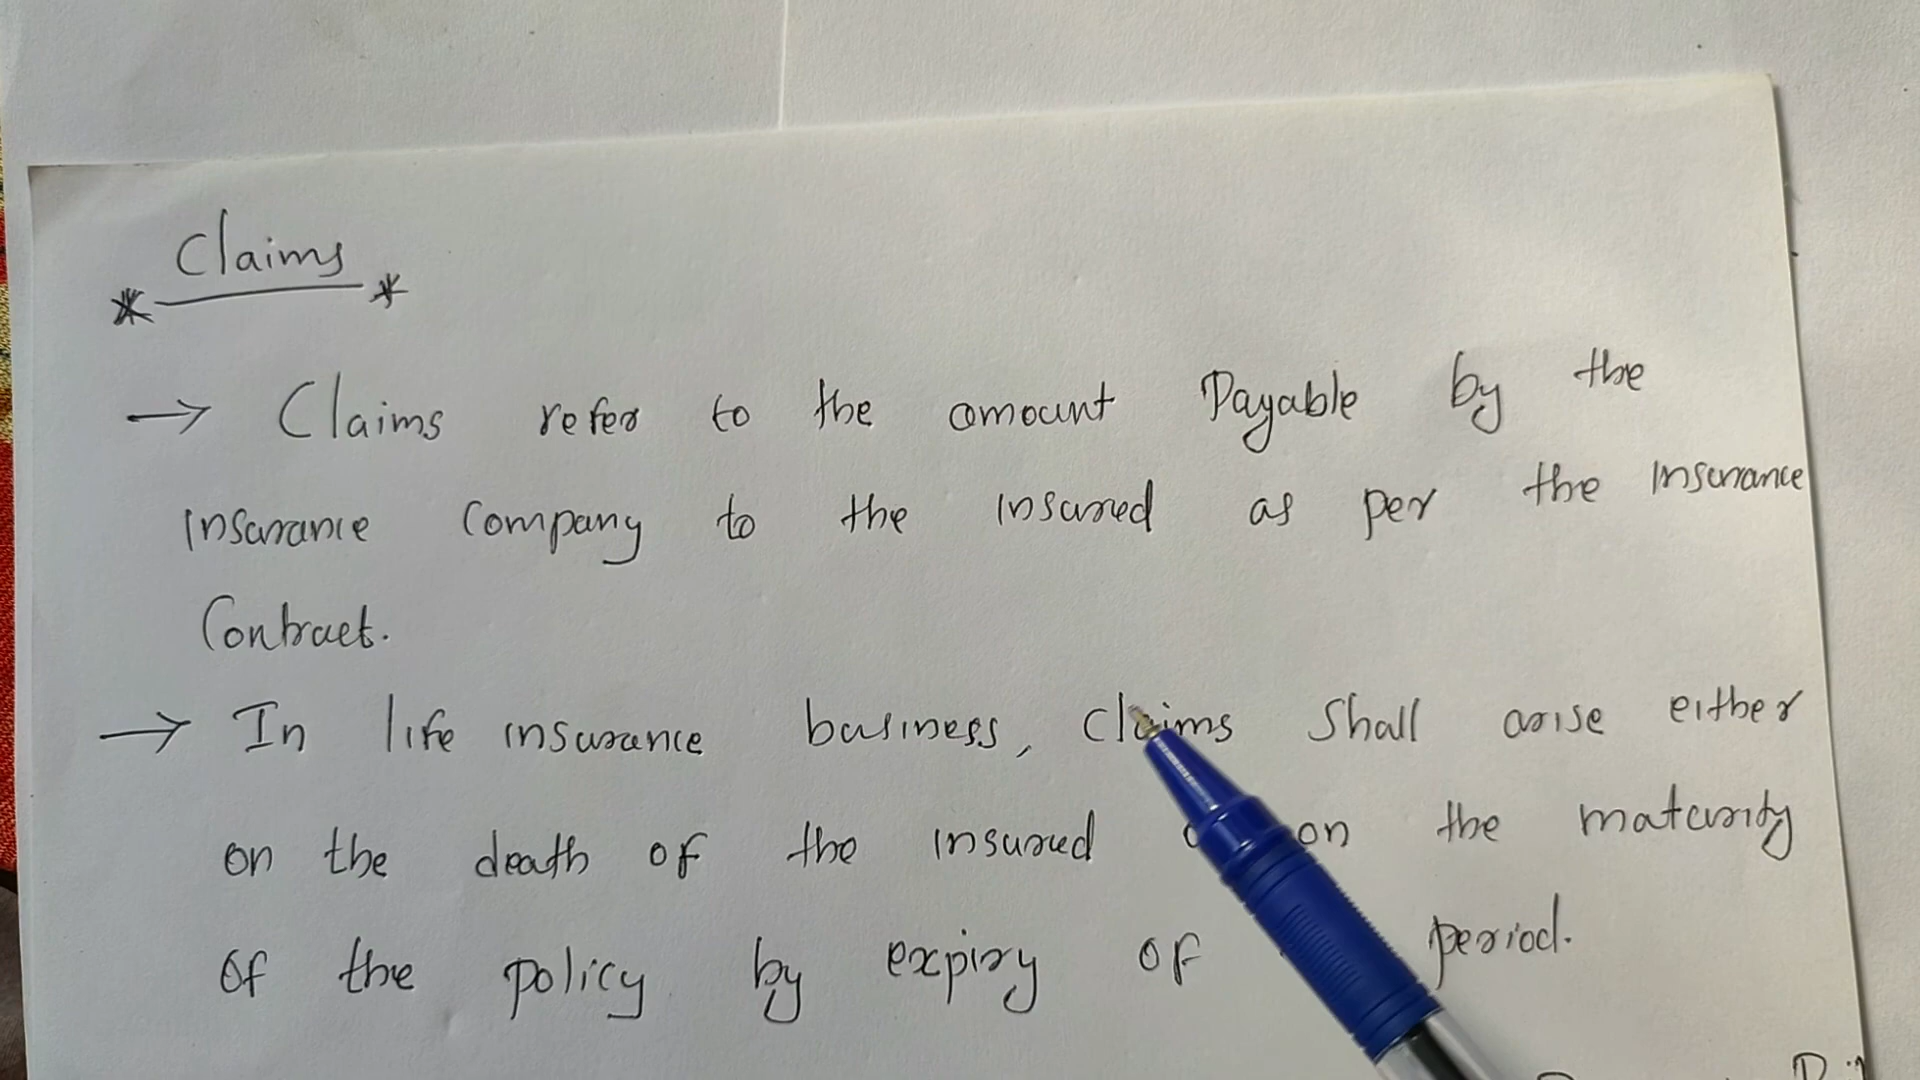 Claims
* *
→ Claims refer to the amount Payable by the
insurance Company to the insured as per the insurance
Contract.
→ In life insurance business, Claims Shall arise either
on the death of the insured on the maturity
Of the policy by expiry of period.